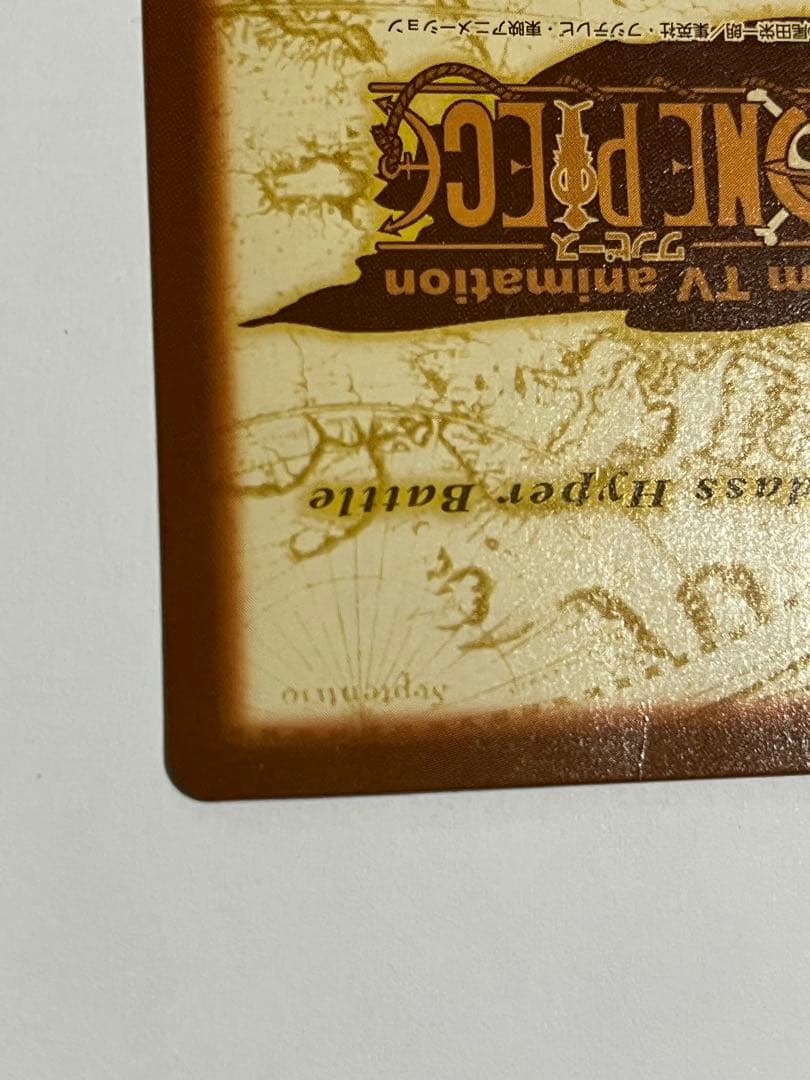 Septentrio
Hyper Battle
TV animation
ワンピース
ONE PIECE
尾田栄一郎/集英社・フジテレビ・東映アニメーション